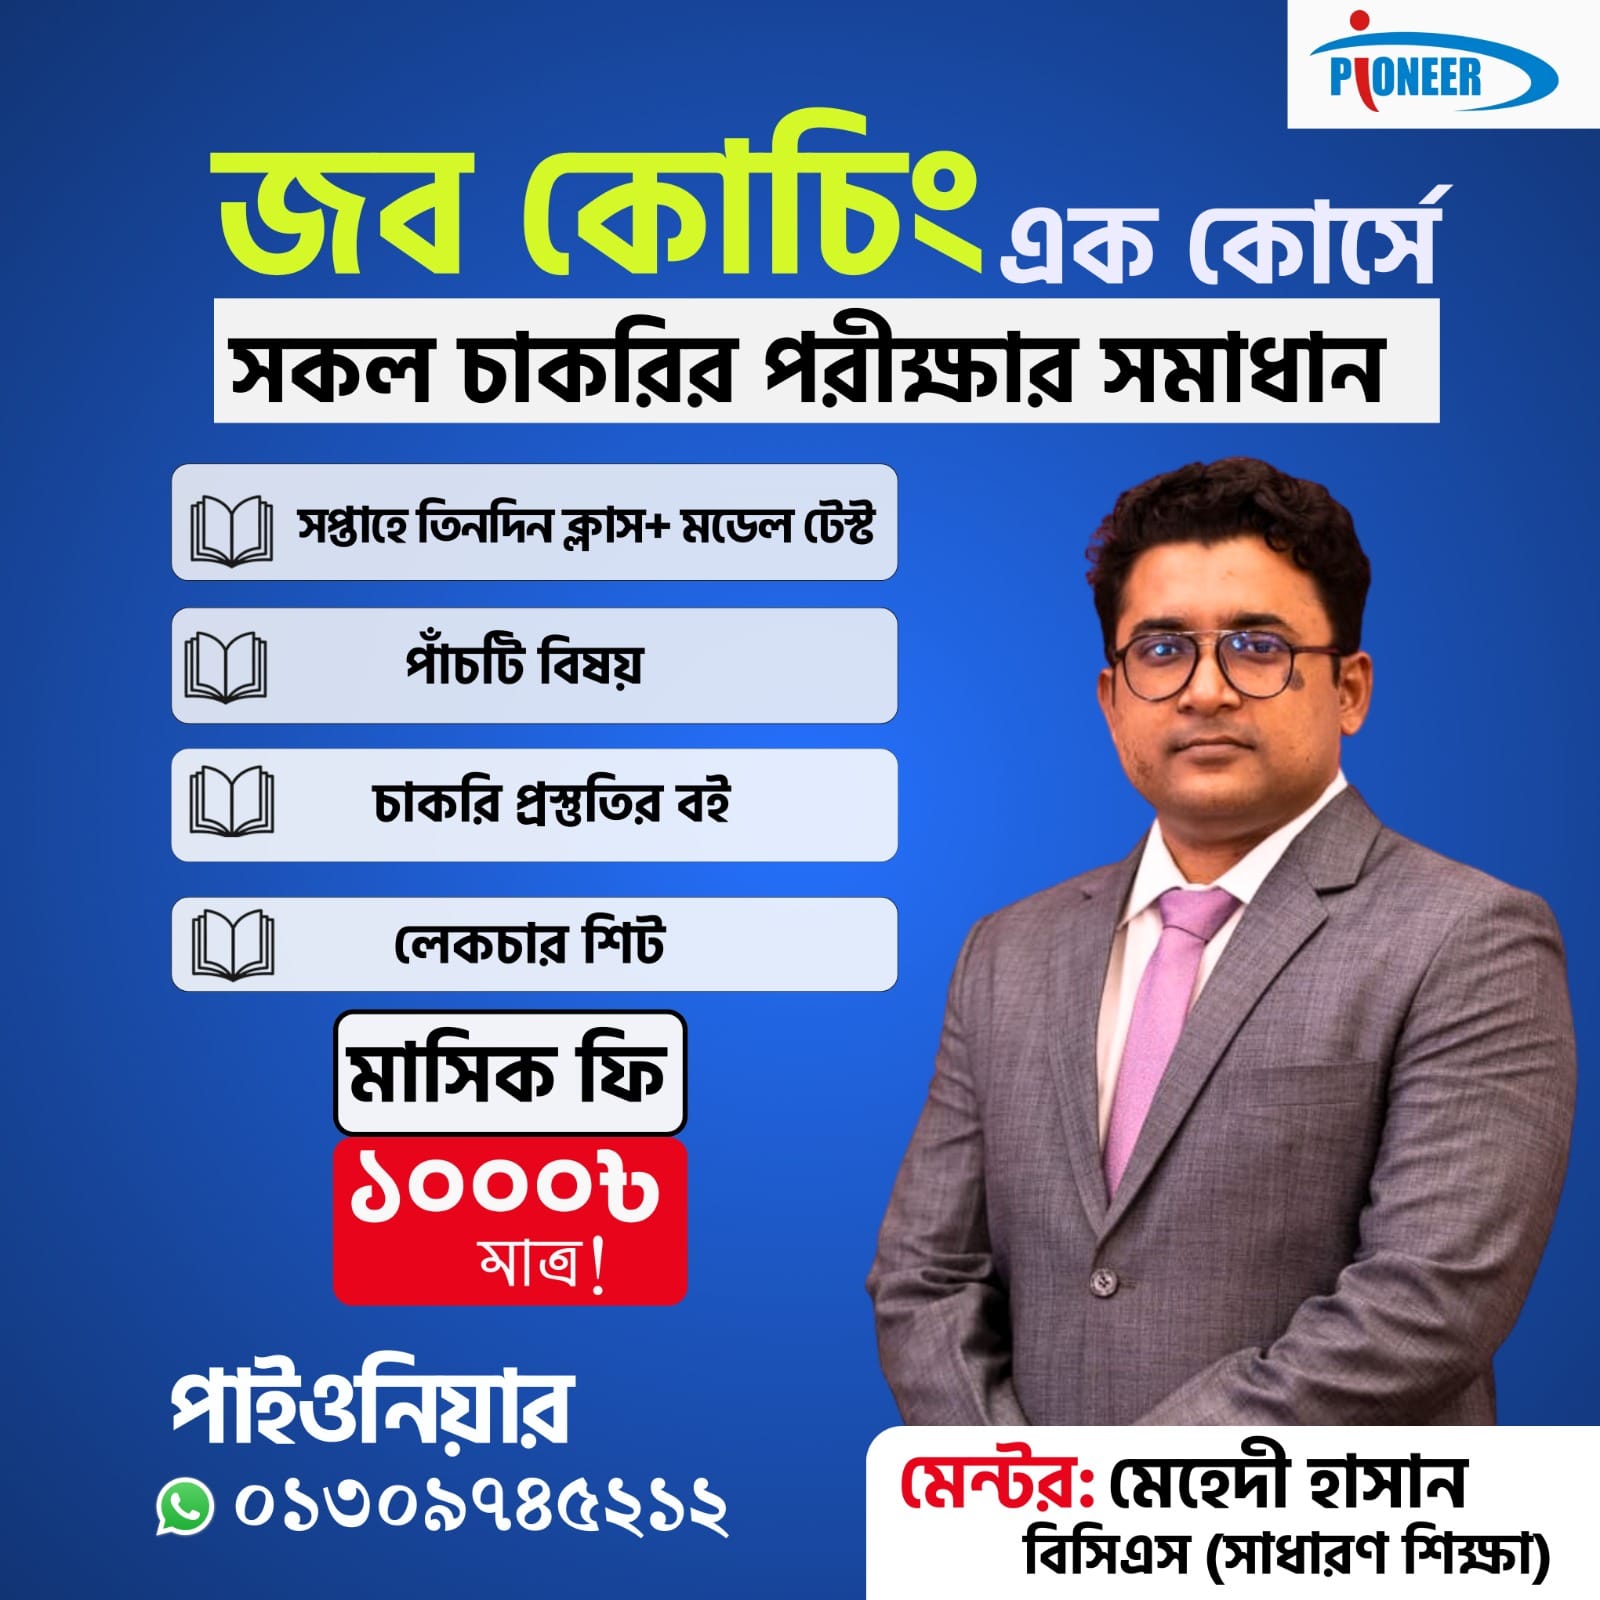 PIONEER
জব কোচিং এক কোর্সে
সকল চাকরির পরীক্ষার সমাধান
সপ্তাহে তিনদিন ক্লাস+ মডেল টেস্ট
পাঁচটি বিষয়
চাকরি প্রস্তুতির বই
লেকচার শিট
মাসিক ফি
১০০০৳
মাত্র!
পাইওনিয়ার
০১৩০৯৭৪৫২১২
মেন্টর: মেহেদী হাসান
বিসিএস (সাধারণ শিক্ষা)